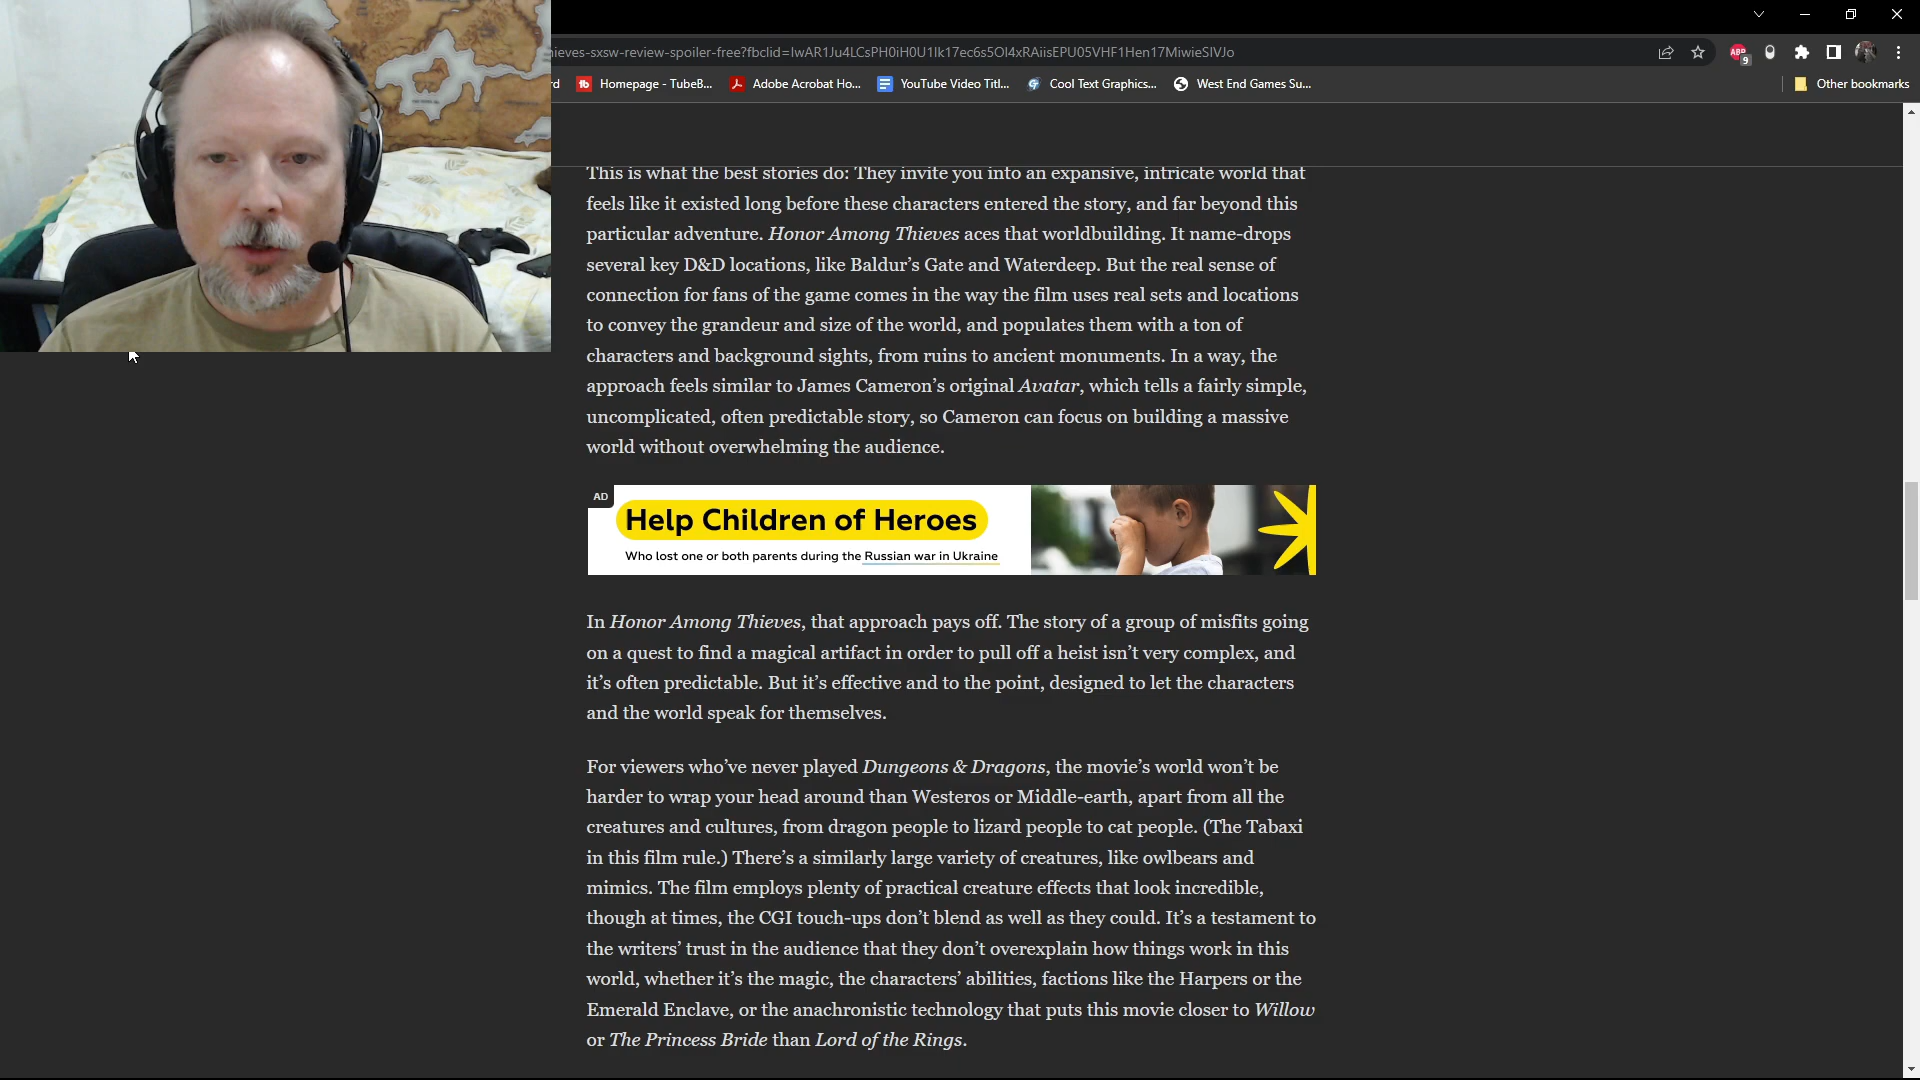 ieves-sxsw-review-spoiler-free?fbclid=IwAR1Ju4LCsPH0iH0U1Ik17ec6s5Ol4xRAiisEPU05VHF1Hen17MiwieSIVJo
ABP
9
d
tb
Homepage - TubeB...
Adobe Acrobat Ho...
YouTube Video Titl...
Cool Text Graphics...
West End Games Su...
Other bookmarks
This is what the best stories do: They invite you into an expansive, intricate world that
feels like it existed long before these characters entered the story, and far beyond this
particular adventure. Honor Among Thieves aces that worldbuilding. It name-drops
several key D&D locations, like Baldur’s Gate and Waterdeep. But the real sense of
connection for fans of the game comes in the way the film uses real sets and locations
to convey the grandeur and size of the world, and populates them with a ton of
characters and background sights, from ruins to ancient monuments. In a way, the
approach feels similar to James Cameron’s original Avatar, which tells a fairly simple,
uncomplicated, often predictable story, so Cameron can focus on building a massive
world without overwhelming the audience.
AD
Help Children of Heroes
Who lost one or both parents during the Russian war in Ukraine
In Honor Among Thieves, that approach pays off. The story of a group of misfits going
on a quest to find a magical artifact in order to pull off a heist isn’t very complex, and
it’s often predictable. But it’s effective and to the point, designed to let the characters
and the world speak for themselves.
For viewers who’ve never played Dungeons & Dragons, the movie’s world won’t be
harder to wrap your head around than Westeros or Middle-earth, apart from all the
creatures and cultures, from dragon people to lizard people to cat people. (The Tabaxi
in this film rule.) There’s a similarly large variety of creatures, like owlbears and
mimics. The film employs plenty of practical creature effects that look incredible,
though at times, the CGI touch-ups don’t blend as well as they could. It’s a testament to
the writers’ trust in the audience that they don’t overexplain how things work in this
world, whether it’s the magic, the characters’ abilities, factions like the Harpers or the
Emerald Enclave, or the anachronistic technology that puts this movie closer to Willow
or The Princess Bride than Lord of the Rings.